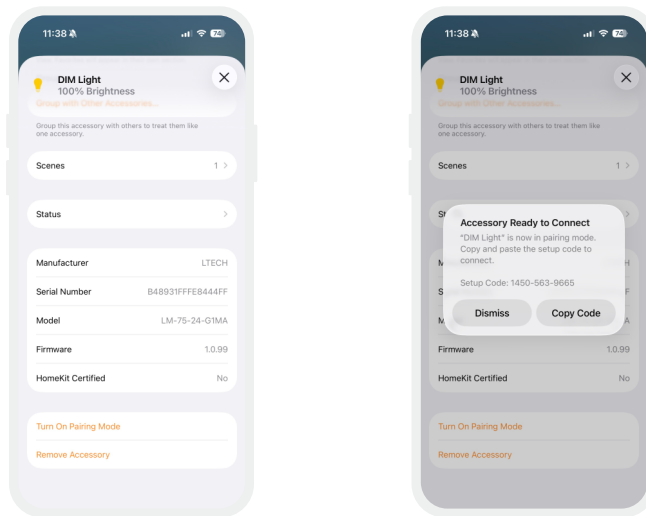 11:38
74
DIM Light
100% Brightness
Group with Other Accessories...
Group this accessory with others to treat them like
one accessory.
Scenes
1
Status
Manufacturer
LTECH
Serial Number
B48931FFFE8444FF
Model
LM-75-24-G1MA
Firmware
1.0.99
HomeKit Certified
No
Turn On Pairing Mode
Remove Accessory
11:38
74
DIM Light
100% Brightness
Group with Other Accessories...
Group this accessory with others to treat them like
one accessory.
Scenes
1
St
Accessory Ready to Connect
"DIM Light" is now in pairing mode.
Copy and paste the setup code to
connect.
Setup Code: 1450-563-9665
Dismiss
Copy Code
M
H
S
F
M
A
Firmware
1.0.99
HomeKit Certified
No
Turn On Pairing Mode
Remove Accessory